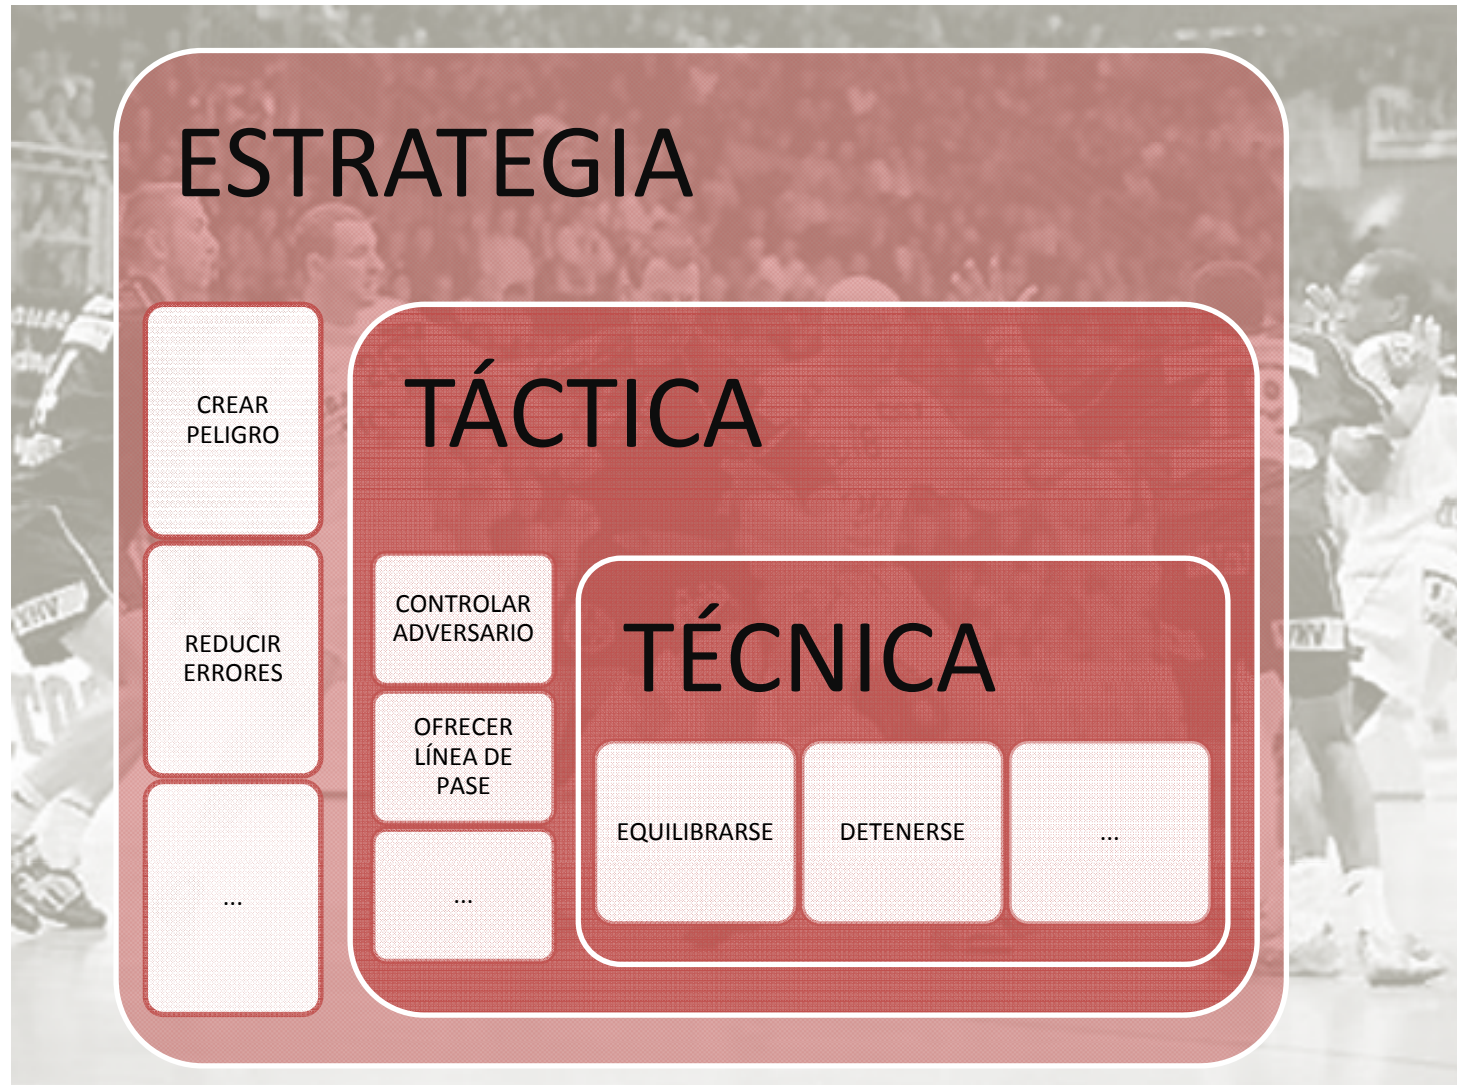 ESTRATEGIA
CREAR
PELIGRO
REDUCIR
ERRORES
...
TÁCTICA
CONTROLAR
ADVERSARIO
OFRECER
LÍNEA DE
PASE
...
TÉCNICA
EQUILIBRARSE
DETENERSE
...